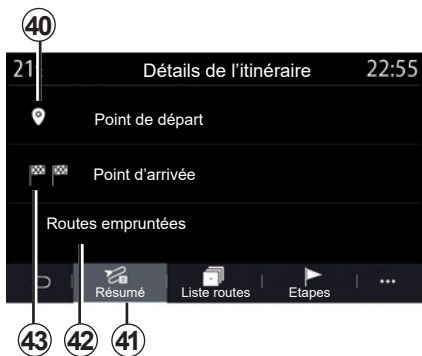 40
21 Détails de l'itinéraire 22:55
Point de départ
Point d'arrivée
Routes empruntées
Résumé Liste routes Etapes ...
43 42 41